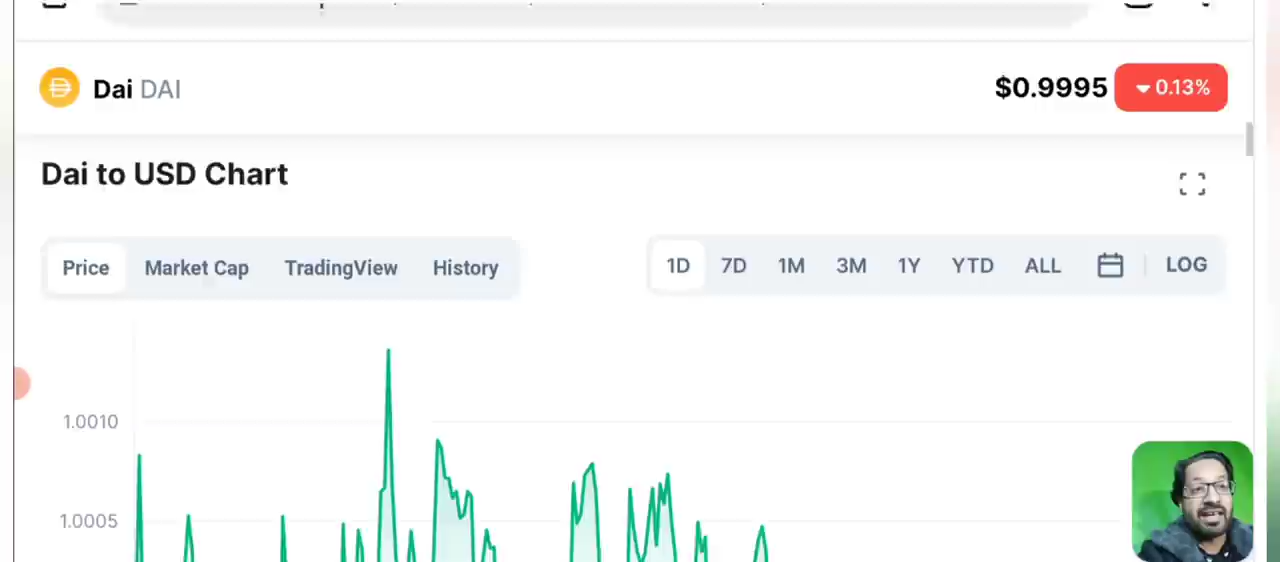 Dai DAI
$0.9995 0.13%
Dai to USD Chart
Price Market Cap TradingView History
1D 7D 1M 3M 1Y YTD ALL LOG
1.0010
1.0005